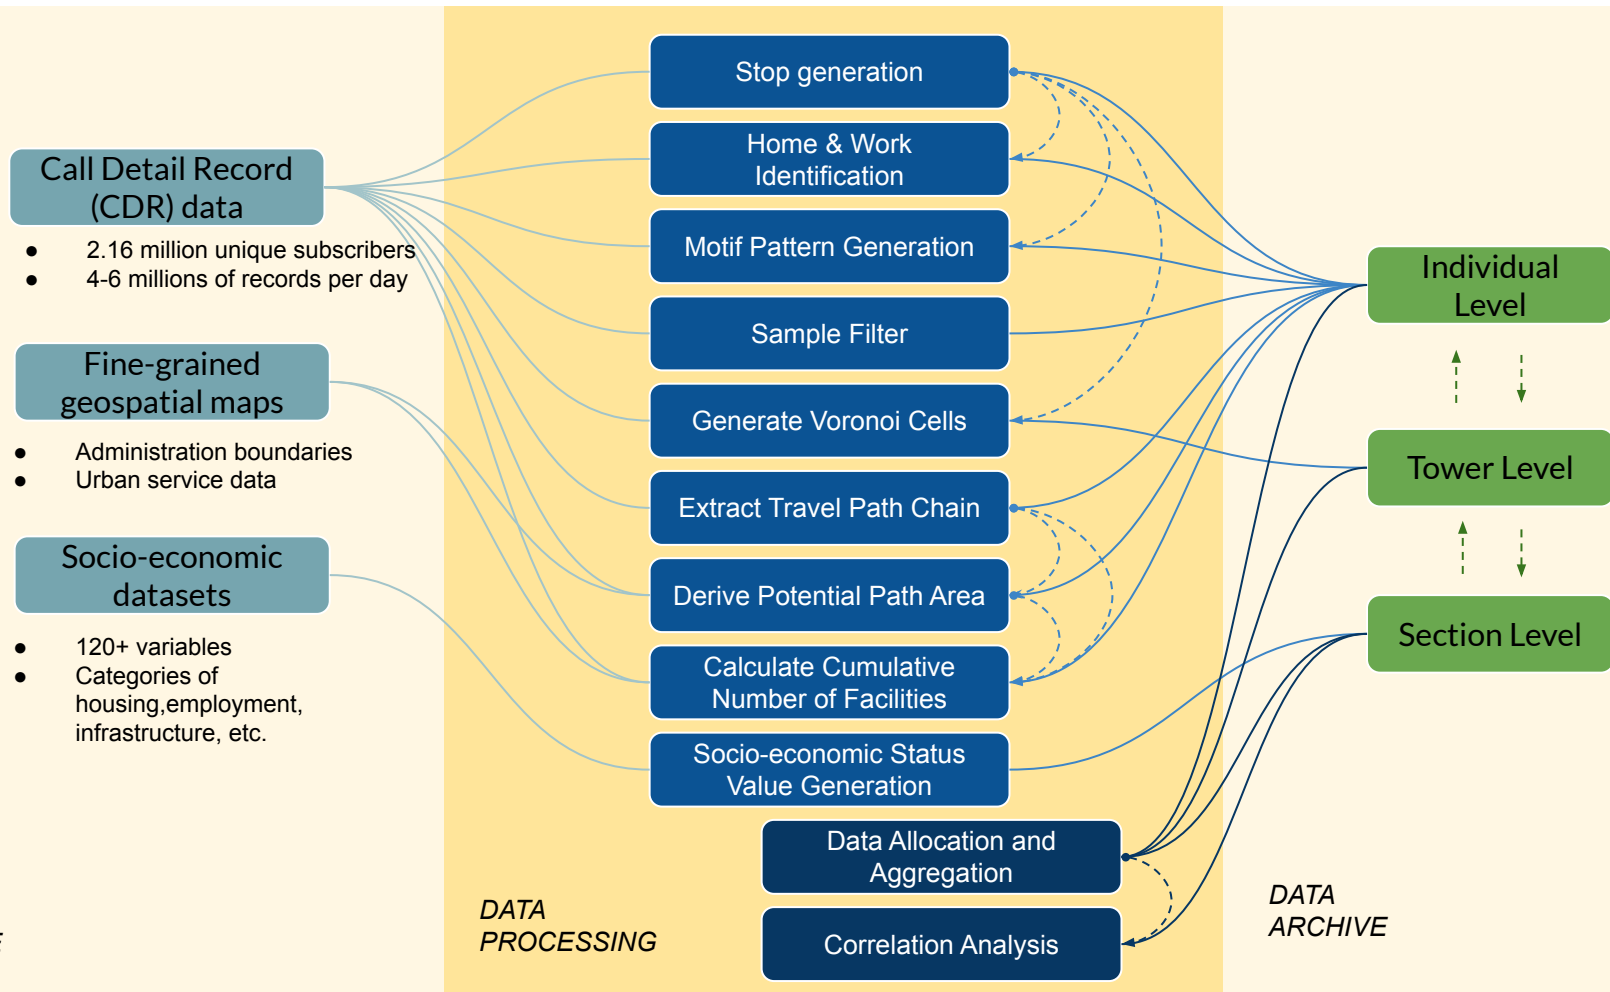 Call Detail Record
(CDR) data
● 2.16 million unique subscribers
● 4-6 millions of records per day
Fine-grained
geospatial maps
● Administration boundaries
● Urban service data
Socio-economic
datasets
● 120+ variables
● Categories of
housing,employment,
infrastructure, etc.
Stop generation
Home & Work
Identification
Motif Pattern Generation
Sample Filter
Generate Voronoi Cells
Extract Travel Path Chain
Derive Potential Path Area
Calculate Cumulative
Number of Facilities
Socio-economic Status
Value Generation
Data Allocation and
Aggregation
Correlation Analysis
DATA
PROCESSING
Individual
Level
Tower Level
Section Level
DATA
ARCHIVE